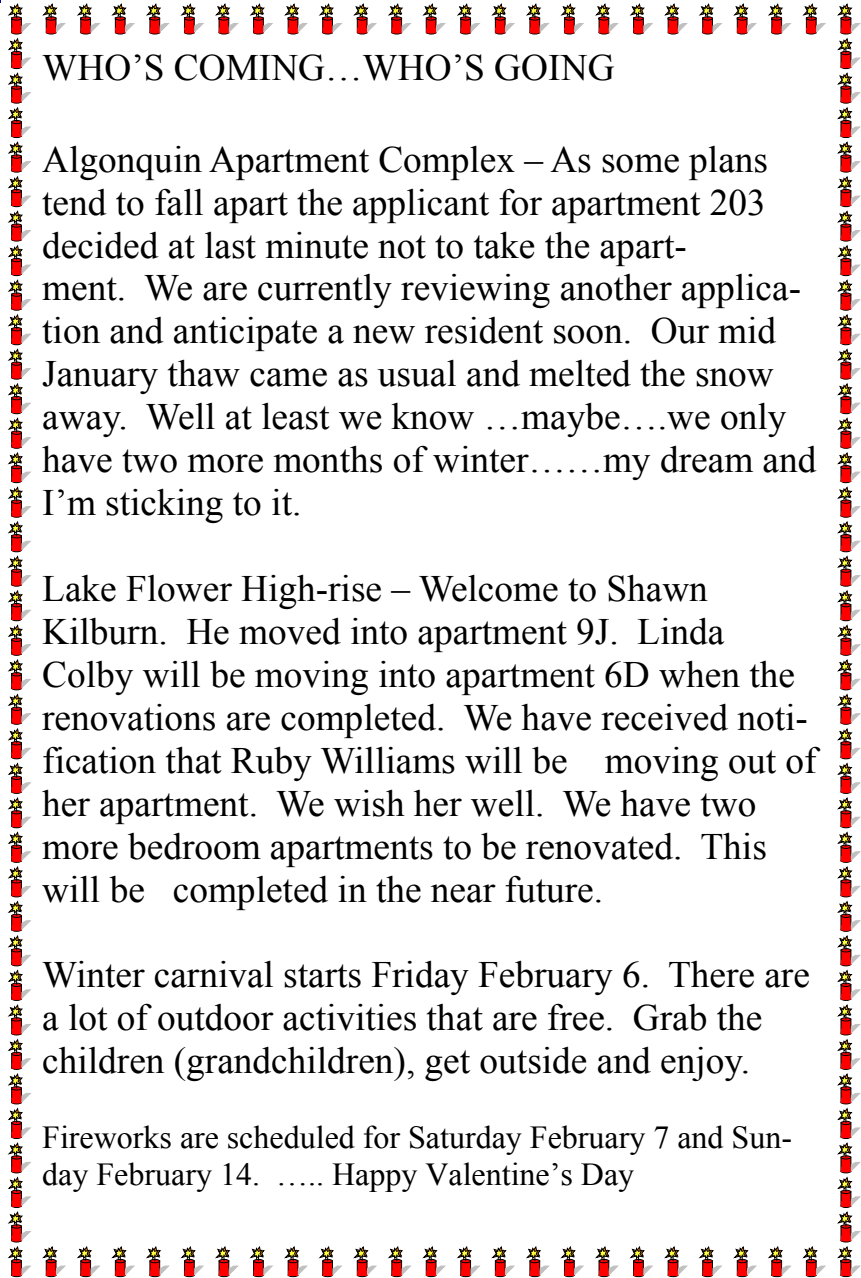 WHO’S COMING…WHO’S GOING
Algonquin Apartment Complex – As some plans
tend to fall apart the applicant for apartment 203
decided at last minute not to take the apart-
ment.  We are currently reviewing another applica-
tion and anticipate a new resident soon.  Our mid
January thaw came as usual and melted the snow
away.  Well at least we know …maybe….we only
have two more months of winter……my dream and
I’m sticking to it.
Lake Flower High-rise – Welcome to Shawn
Kilburn.  He moved into apartment 9J.  Linda
Colby will be moving into apartment 6D when the
renovations are completed.  We have received noti-
fication that Ruby Williams will be    moving out of
her apartment.  We wish her well.  We have two
more bedroom apartments to be renovated.  This
will be   completed in the near future.
Winter carnival starts Friday February 6.  There are
a lot of outdoor activities that are free.  Grab the
children (grandchildren), get outside and enjoy.
Fireworks are scheduled for Saturday February 7 and Sun-
day February 14.  ….. Happy Valentine’s Day